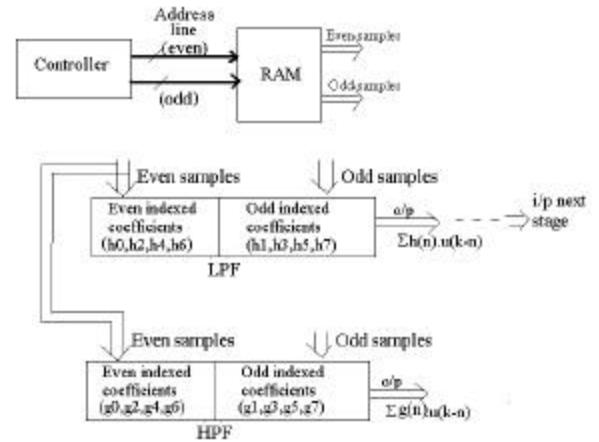 Address
line
(even)
Controller
(odd)
RAM
Even samples
Odd samples
Even samples
Odd samples
Even indexed
coefficients
(h0,h2,h4,h6)
Odd indexed
coefficients
(h1,h3,h5,h7)
LPF
o/p
Σh(n).u(k-n)
i/p next
stage
Even samples
Odd samples
Even indexed
coefficients
(g0,g2,g4,g6)
Odd indexed
coefficients
(g1,g3,g5,g7)
HPF
o/p
Σg(n).u(k-n)